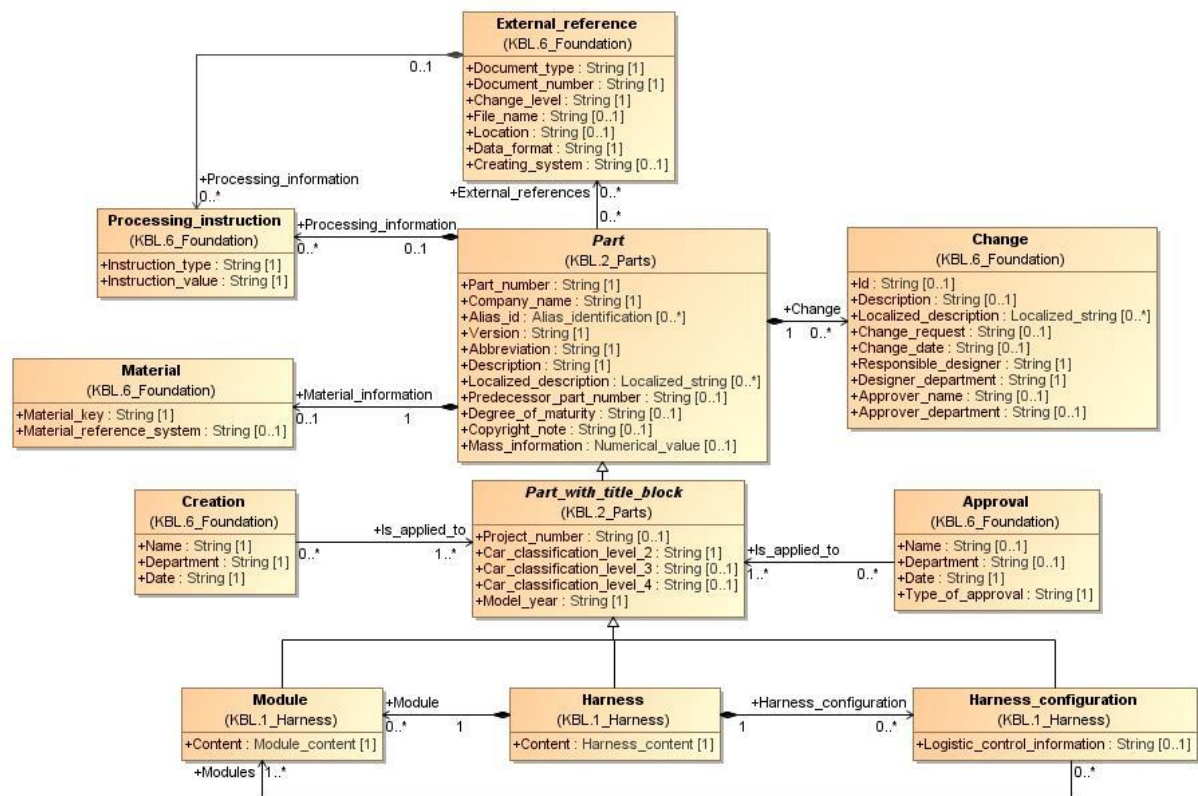 External_reference
(KBL.6_Foundation)
+Document_type : String [1]
+Document_number : String [1]
+Change_level : String [1]
+File_name : String [0..1]
+Location : String [0..1]
+Data_format : String [1]
+Creating_system : String [0..1]
0..1
+Processing_information
0..*
+External_references
0..*
0..*
Processing_instruction
(KBL.6_Foundation)
+Instruction_type : String [1]
+Instruction_value : String [1]
+Processing_information
0..*
0..1
Part
(KBL.2_Parts)
+Part_number : String [1]
+Company_name : String [1]
+Alias_id : Alias_identification [0..*]
+Version : String [1]
+Abbreviation : String [1]
+Description : String [1]
+Localized_description : Localized_string [0..*]
+Predecessor_part_number : String [0..1]
+Degree_of_maturity : String [0..1]
+Copyright_note : String [0..1]
+Mass_information : Numerical_value [0..1]
+Change
1
0..*
Change
(KBL.6_Foundation)
+Id : String [0..1]
+Description : String [0..1]
+Localized_description : Localized_string [0..*]
+Change_request : String [0..1]
+Change_date : String [0..1]
+Responsible_designer : String [1]
+Designer_department : String [1]
+Approver_name : String [0..1]
+Approver_department : String [0..1]
Material
(KBL.6_Foundation)
+Material_key : String [1]
+Material_reference_system : String [0..1]
+Material_information
0..1
1
Creation
(KBL.6_Foundation)
+Name : String [1]
+Department : String [1]
+Date : String [1]
+Is_applied_to
0..*
1..*
Part_with_title_block
(KBL.2_Parts)
+Project_number : String [0..1]
+Car_classification_level_2 : String [1]
+Car_classification_level_3 : String [0..1]
+Car_classification_level_4 : String [0..1]
+Model_year : String [1]
+Is_applied_to
1..*
0..*
Approval
(KBL.6_Foundation)
+Name : String [0..1]
+Department : String [0..1]
+Date : String [1]
+Type_of_approval : String [1]
Module
(KBL.1_Harness)
+Content : Module_content [1]
+Module
0..*
1
Harness
(KBL.1_Harness)
+Content : Harness_content [1]
+Harness_configuration
1
0..*
Harness_configuration
(KBL.1_Harness)
+Logistic_control_information : String [0..1]
+Modules
1..*
0..*